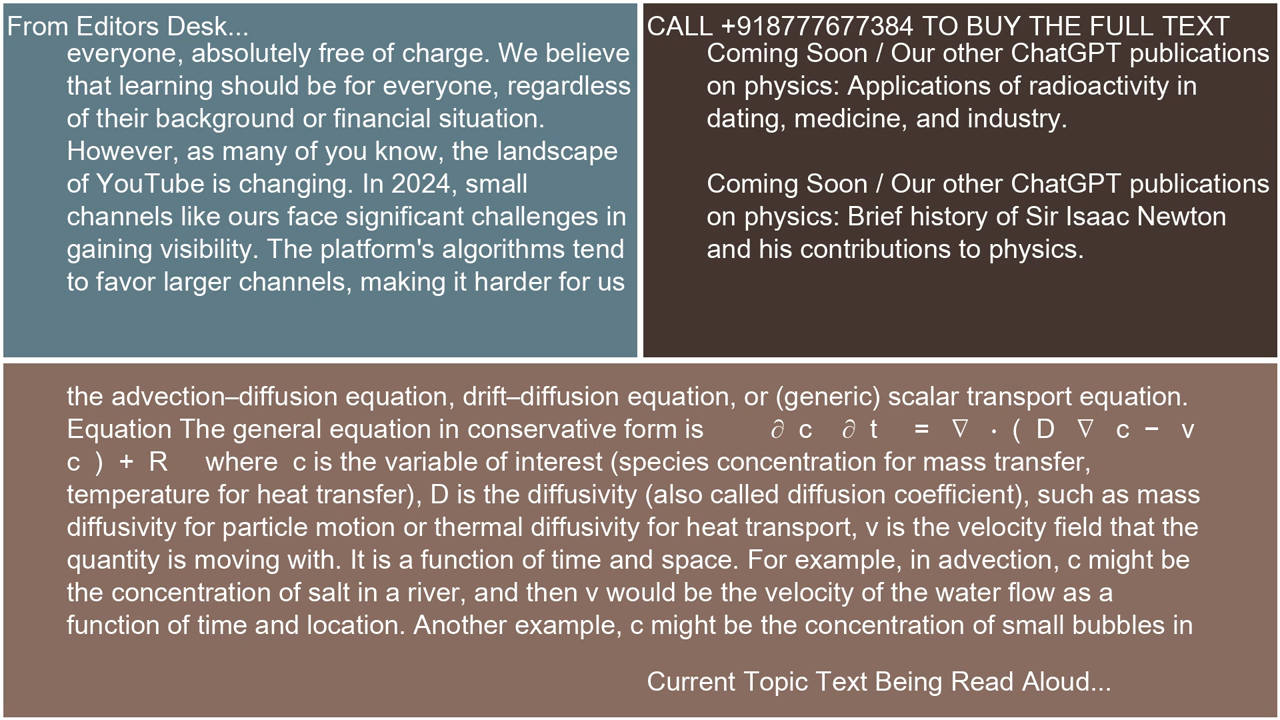 From Editors Desk...
everyone, absolutely free of charge. We believe
that learning should be for everyone, regardless
of their background or financial situation.
However, as many of you know, the landscape
of YouTube is changing. In 2024, small
channels like ours face significant challenges in
gaining visibility. The platform's algorithms tend
to favor larger channels, making it harder for us
CALL +918777677384 TO BUY THE FULL TEXT
Coming Soon / Our other ChatGPT publications
on physics: Applications of radioactivity in
dating, medicine, and industry.
Coming Soon / Our other ChatGPT publications
on physics: Brief history of Sir Isaac Newton
and his contributions to physics.
the advection–diffusion equation, drift–diffusion equation, or (generic) scalar transport equation.
Equation The general equation in conservative form is ∂ c ∂ t = ∇ ⋅ ( D ∇ c − v
c ) + R where c is the variable of interest (species concentration for mass transfer,
temperature for heat transfer), D is the diffusivity (also called diffusion coefficient), such as mass
diffusivity for particle motion or thermal diffusivity for heat transport, v is the velocity field that the
quantity is moving with. It is a function of time and space. For example, in advection, c might be
the concentration of salt in a river, and then v would be the velocity of the water flow as a
function of time and location. Another example, c might be the concentration of small bubbles in
Current Topic Text Being Read Aloud...